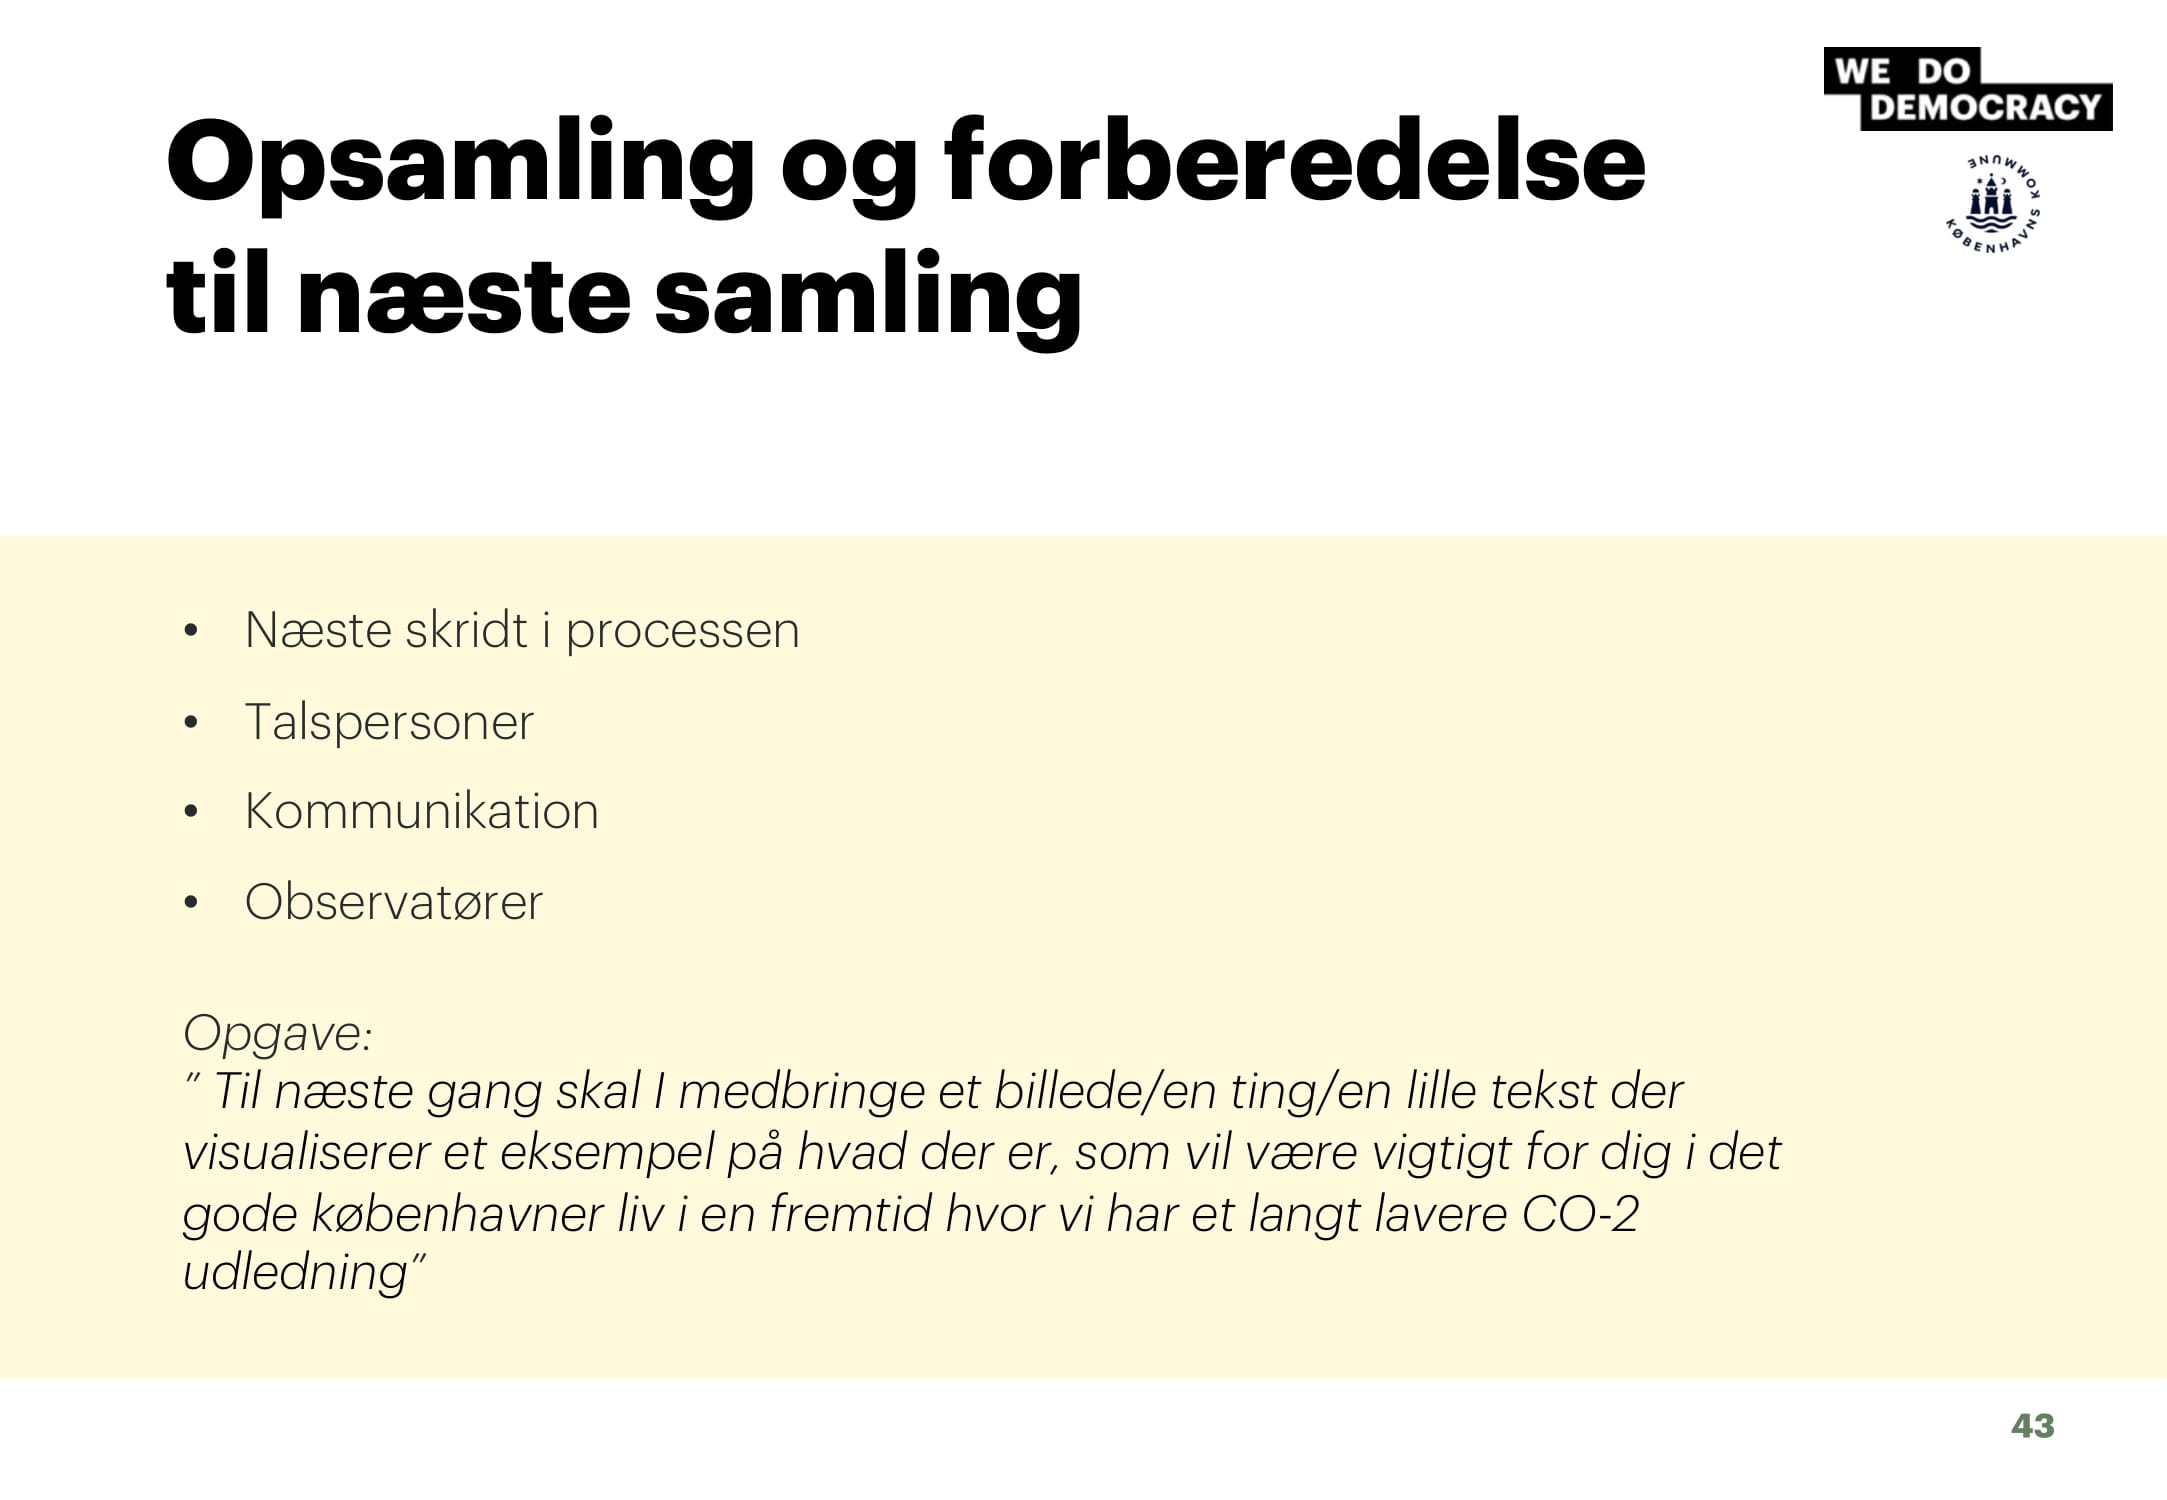 WE DO
DEMOCRACY
KØBENHAVNS KOMMUNE
Opsamling og forberedelse
til næste samling
• Næste skridt i processen
• Talspersoner
• Kommunikation
• Observatører
Opgave:
” Til næste gang skal I medbringe et billede/en ting/en lille tekst der
visualiserer et eksempel på hvad der er, som vil være vigtigt for dig i det
gode københavner liv i en fremtid hvor vi har et langt lavere CO-2
udledning”
43